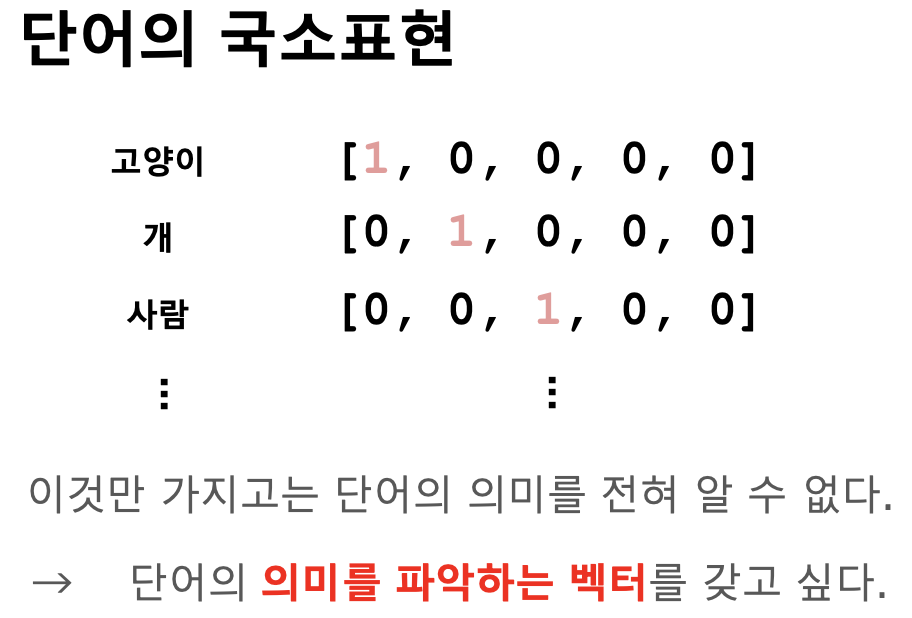 단어의 국소표현
고양이 [1, 0, 0, 0, 0]
개 [0, 1, 0, 0, 0]
사람 [0, 0, 1, 0, 0]
⋮ ⋮
이것만 가지고는 단어의 의미를 전혀 알 수 없다.
→ 단어의 의미를 파악하는 벡터를 갖고 싶다.